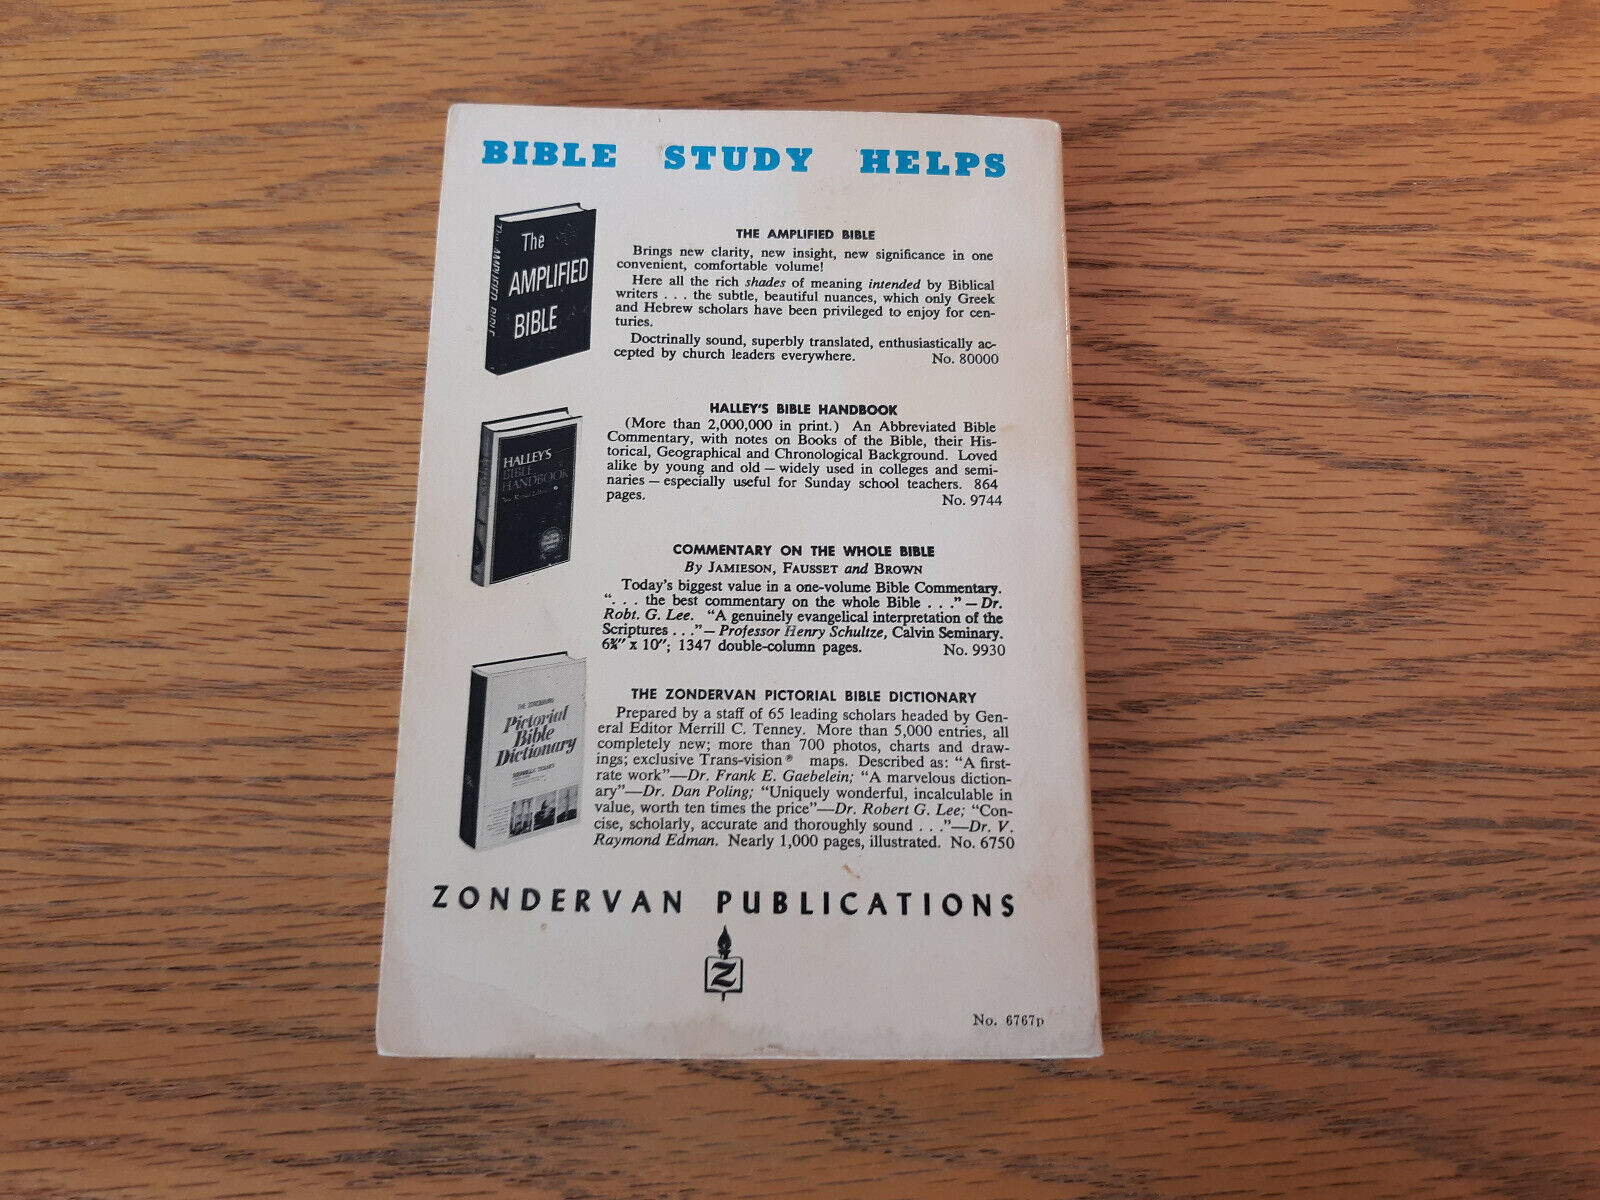 BIBLE STUDY HELPS
The
AMPLIFIED
BIBLE
The AMPLIFIED BIBLE
THE AMPLIFIED BIBLE
Brings new clarity, new insight, new significance in one
convenient, comfortable volume!
Here all the rich shades of meaning intended by Biblical
writers . . . the subtle, beautiful nuances, which only Greek
and Hebrew scholars have been privileged to enjoy for cen-
turies.
Doctrinally sound, superbly translated, enthusiastically ac-
cepted by church leaders everywhere. No. 80000
HALLEY'S
BIBLE
HANDBOOK
HALLEY'S BIBLE HANDBOOK
(More than 2,000,000 in print.) An Abbreviated Bible
Commentary, with notes on Books of the Bible, their His-
torical, Geographical and Chronological Background. Loved
alike by young and old — widely used in colleges and semi-
naries — especially useful for Sunday school teachers. 864
pages. No. 9744
COMMENTARY ON THE WHOLE BIBLE
By JAMIESON, FAUSSET and BROWN
Today's biggest value in a one-volume Bible Commentary.
". . . the best commentary on the whole Bible . . ." — Dr.
Robt. G. Lee. "A genuinely evangelical interpretation of the
Scriptures . . ." — Professor Henry Schultze, Calvin Seminary.
6¾" x 10"; 1347 double-column pages. No. 9930
THE ZONDERVAN
Pictorial
Bible
Dictionary
MERRILL C. TENNEY
THE ZONDERVAN PICTORIAL BIBLE DICTIONARY
Prepared by a staff of 65 leading scholars headed by Gen-
eral Editor Merrill C. Tenney. More than 5,000 entries, all
completely new; more than 700 photos, charts and draw-
ings; exclusive Trans-vision® maps. Described as: "A first-
rate work"—Dr. Frank E. Gaebelein; "A marvelous diction-
ary"—Dr. Dan Poling; "Uniquely wonderful, incalculable in
value, worth ten times the price"—Dr. Robert G. Lee; "Con-
cise, scholarly, accurate and thoroughly sound . . ."—Dr. V.
Raymond Edman. Nearly 1,000 pages, illustrated. No. 6750
ZONDERVAN PUBLICATIONS
Z
No. 6767p